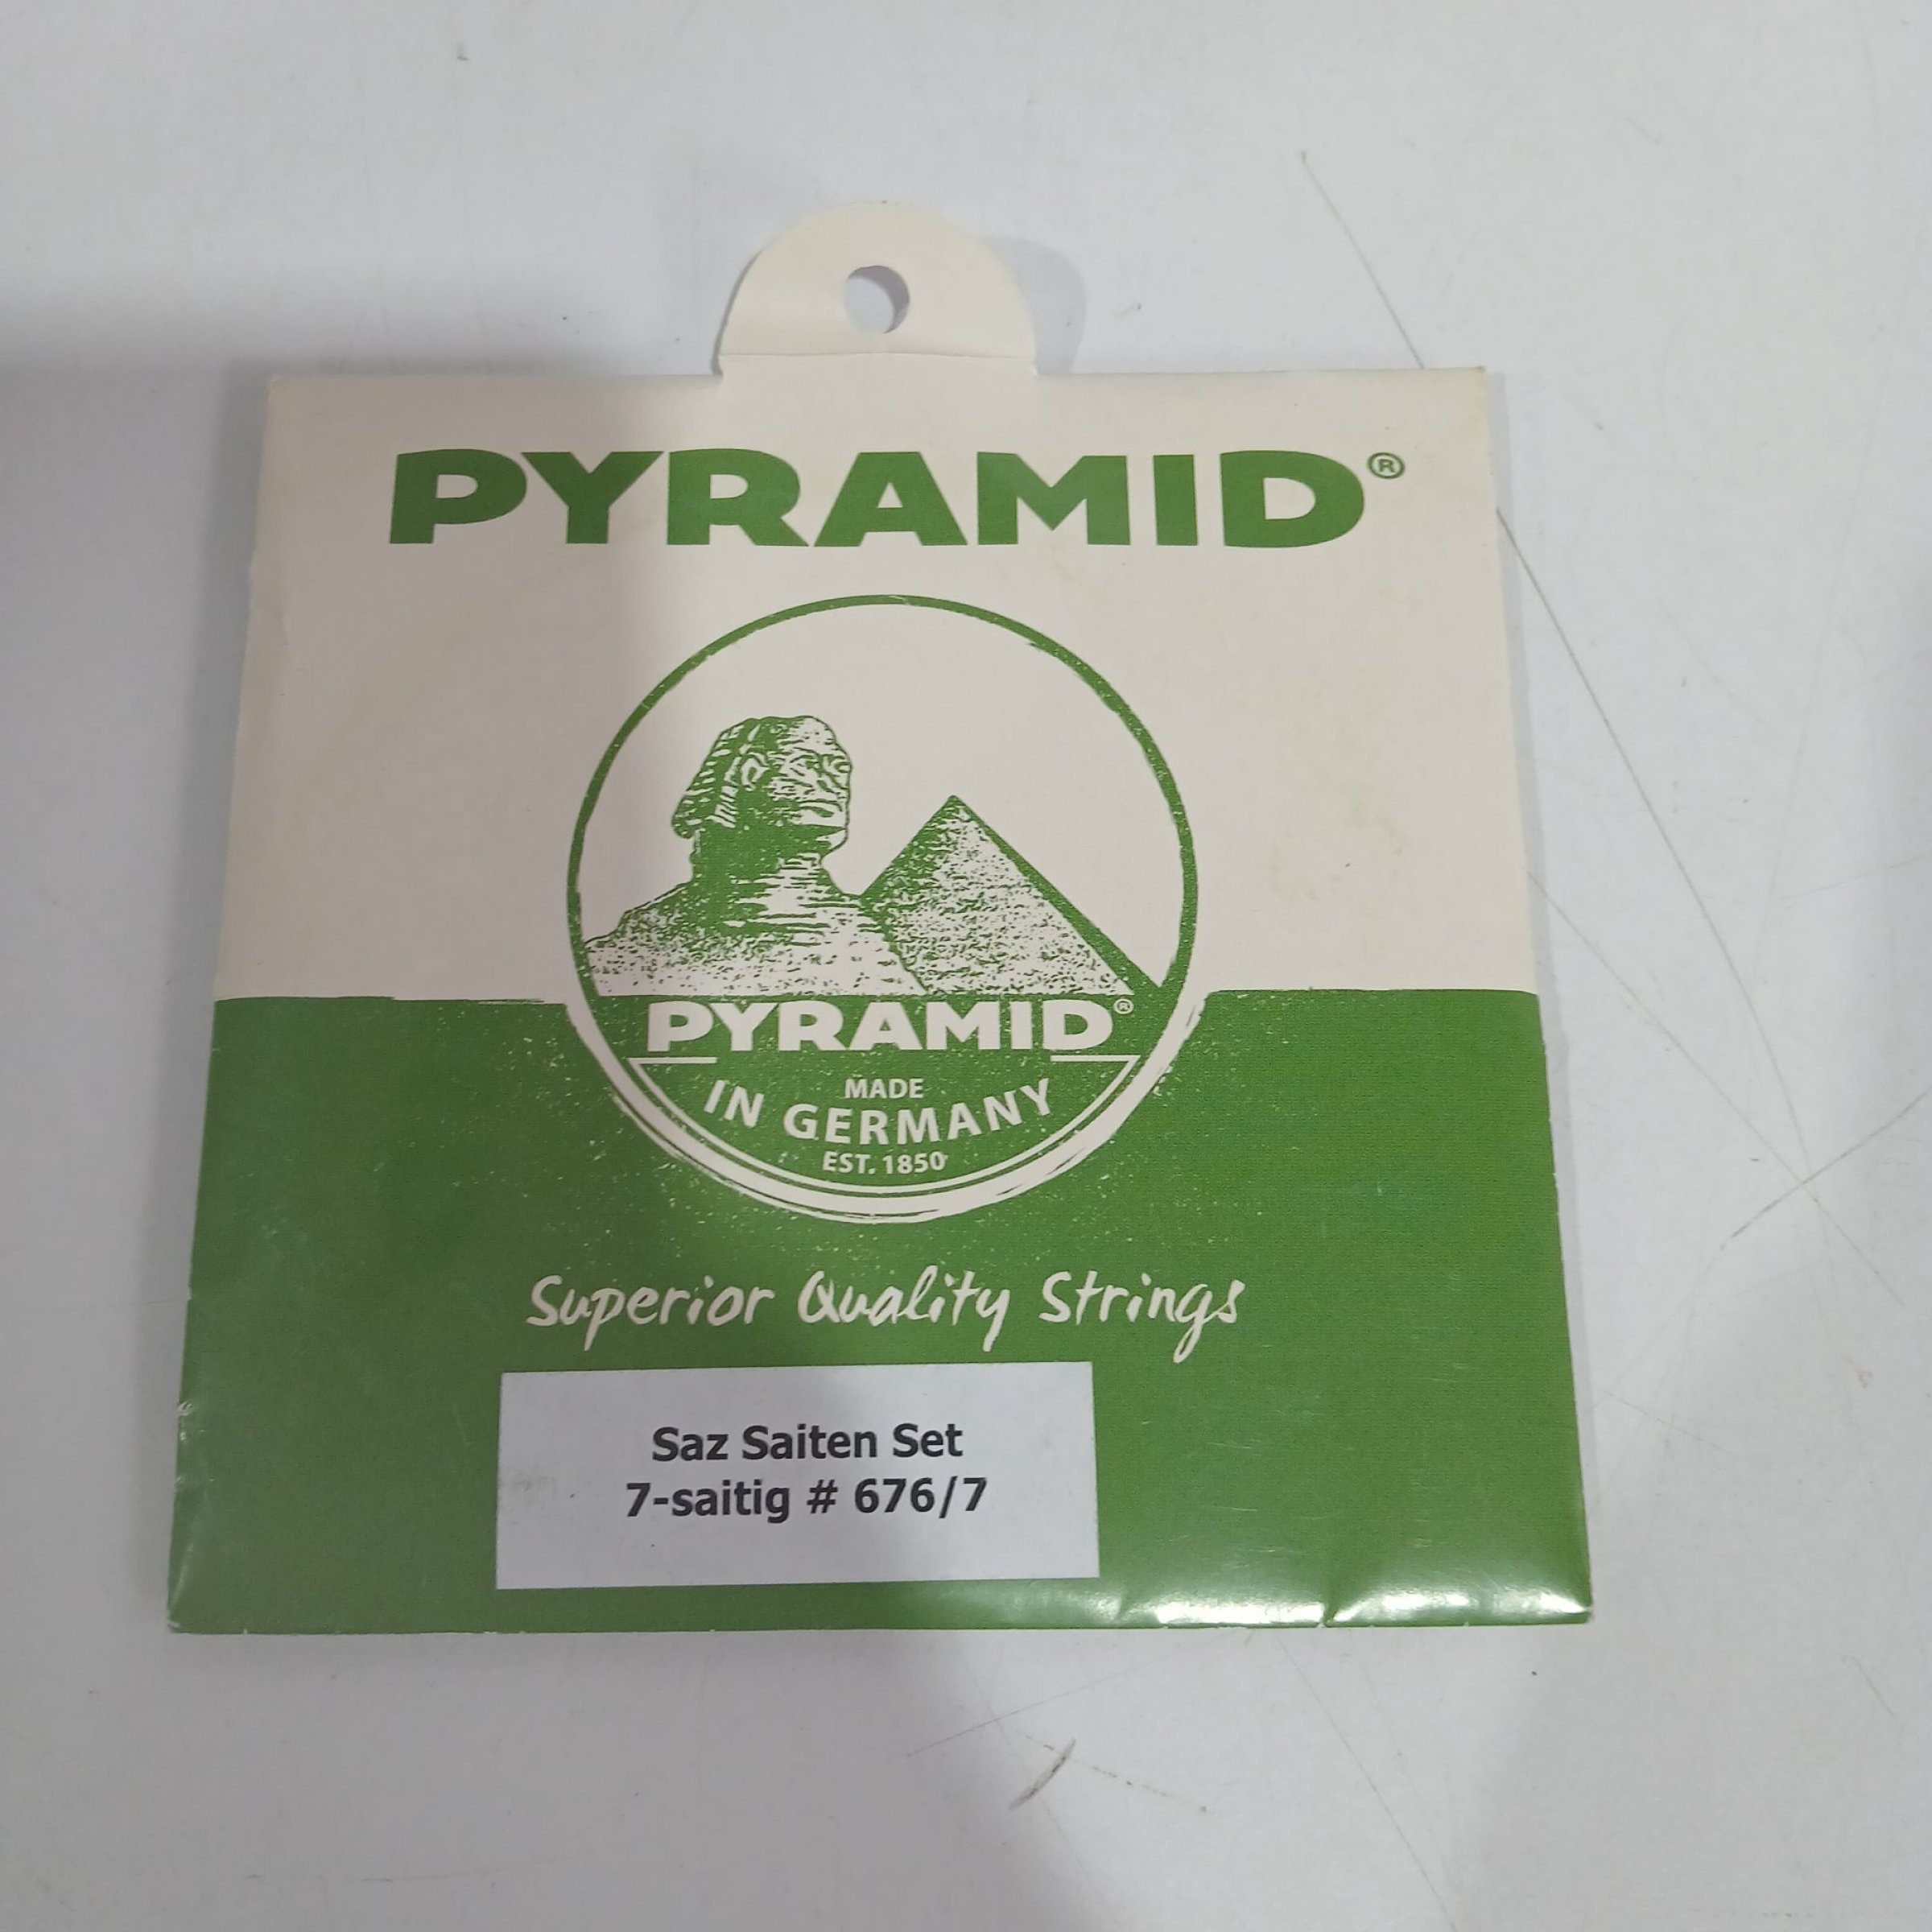 PYRAMID®
PYRAMID®
MADE
IN GERMANY
EST. 1850
Superior Quality Strings
Saz Saiten Set
7-saitig # 676/7